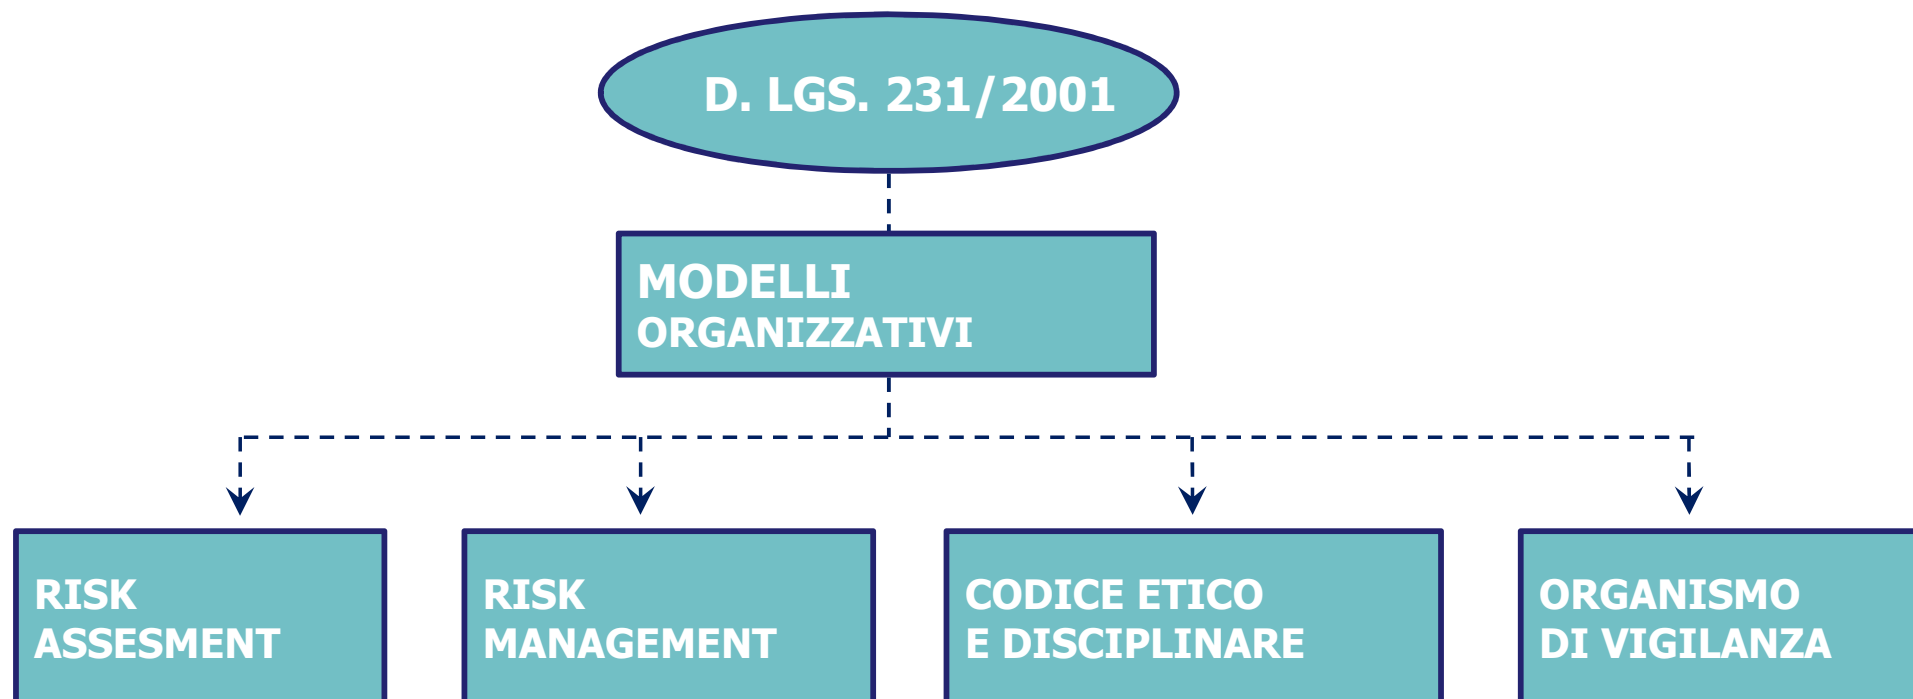 D. LGS. 231/2001
MODELLI
ORGANIZZATIVI
RISK
ASSESMENT
RISK
MANAGEMENT
CODICE ETICO
E DISCIPLINARE
ORGANISMO
DI VIGILANZA